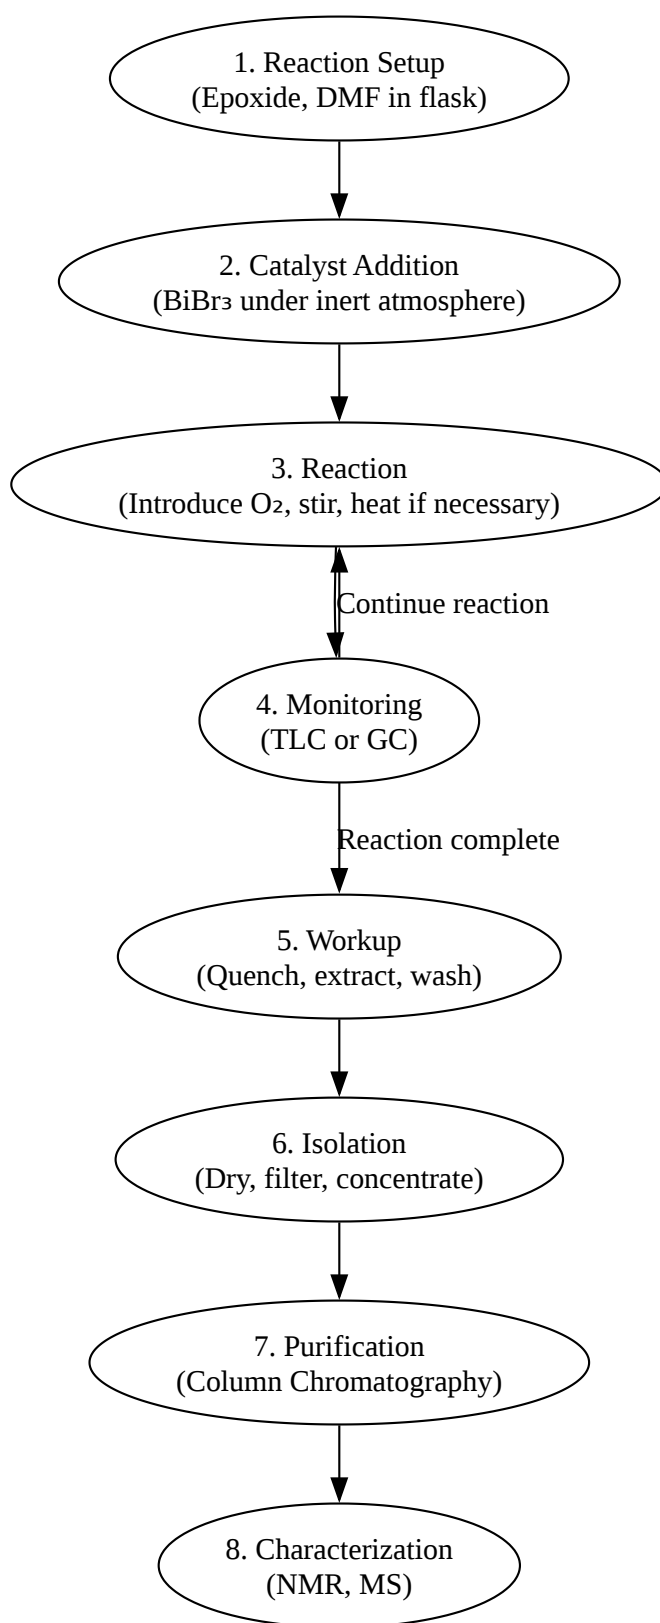 1. Reaction Setup
(Epoxide, DMF in flask)
2. Catalyst Addition
(BiBr₃ under inert atmosphere)
3. Reaction
(Introduce O₂, stir, heat if necessary)
Continue reaction
4. Monitoring
(TLC or GC)
Reaction complete
5. Workup
(Quench, extract, wash)
6. Isolation
(Dry, filter, concentrate)
7. Purification
(Column Chromatography)
8. Characterization
(NMR, MS)